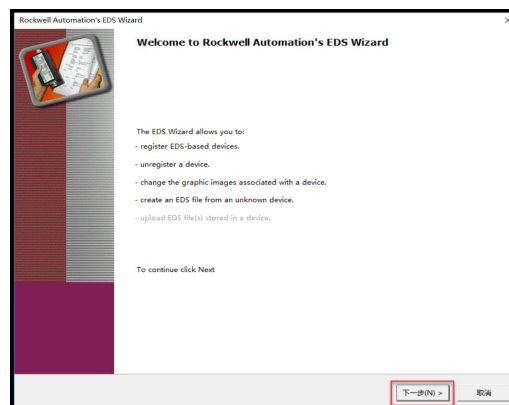 Rockwell Automation's EDS Wizard
Welcome to Rockwell Automation's EDS Wizard
The EDS Wizard allows you to:
- register EDS-based devices.
- unregister a device.
- change the graphic images associated with a device.
- create an EDS file from an unknown device.
- upload EDS file(s) stored in a device.
To continue click Next
下一步(N) >
取消